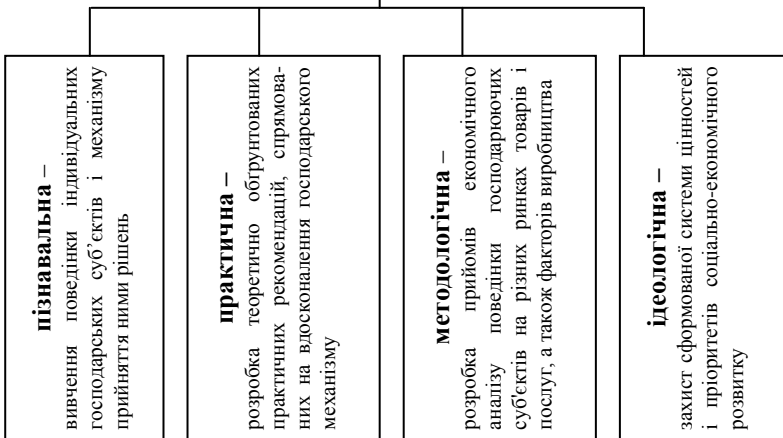 пізнавальна –
вивчення поведінки індивідуальних
господарських суб’єктів і механізму
прийняття ними рішень
практична –
розробка теоретично обґрунтованих
практичних рекомендацій, спрямова-
них на вдосконалення господарського
механізму
методологічна –
розробка прийомів економічного
аналізу поведінки господарюючих
суб'єктів на різних ринках товарів і
послуг, а також факторів виробництва
ідеологічна –
захист сформованої системи цінностей
і пріоритетів соціально-економічного
розвитку